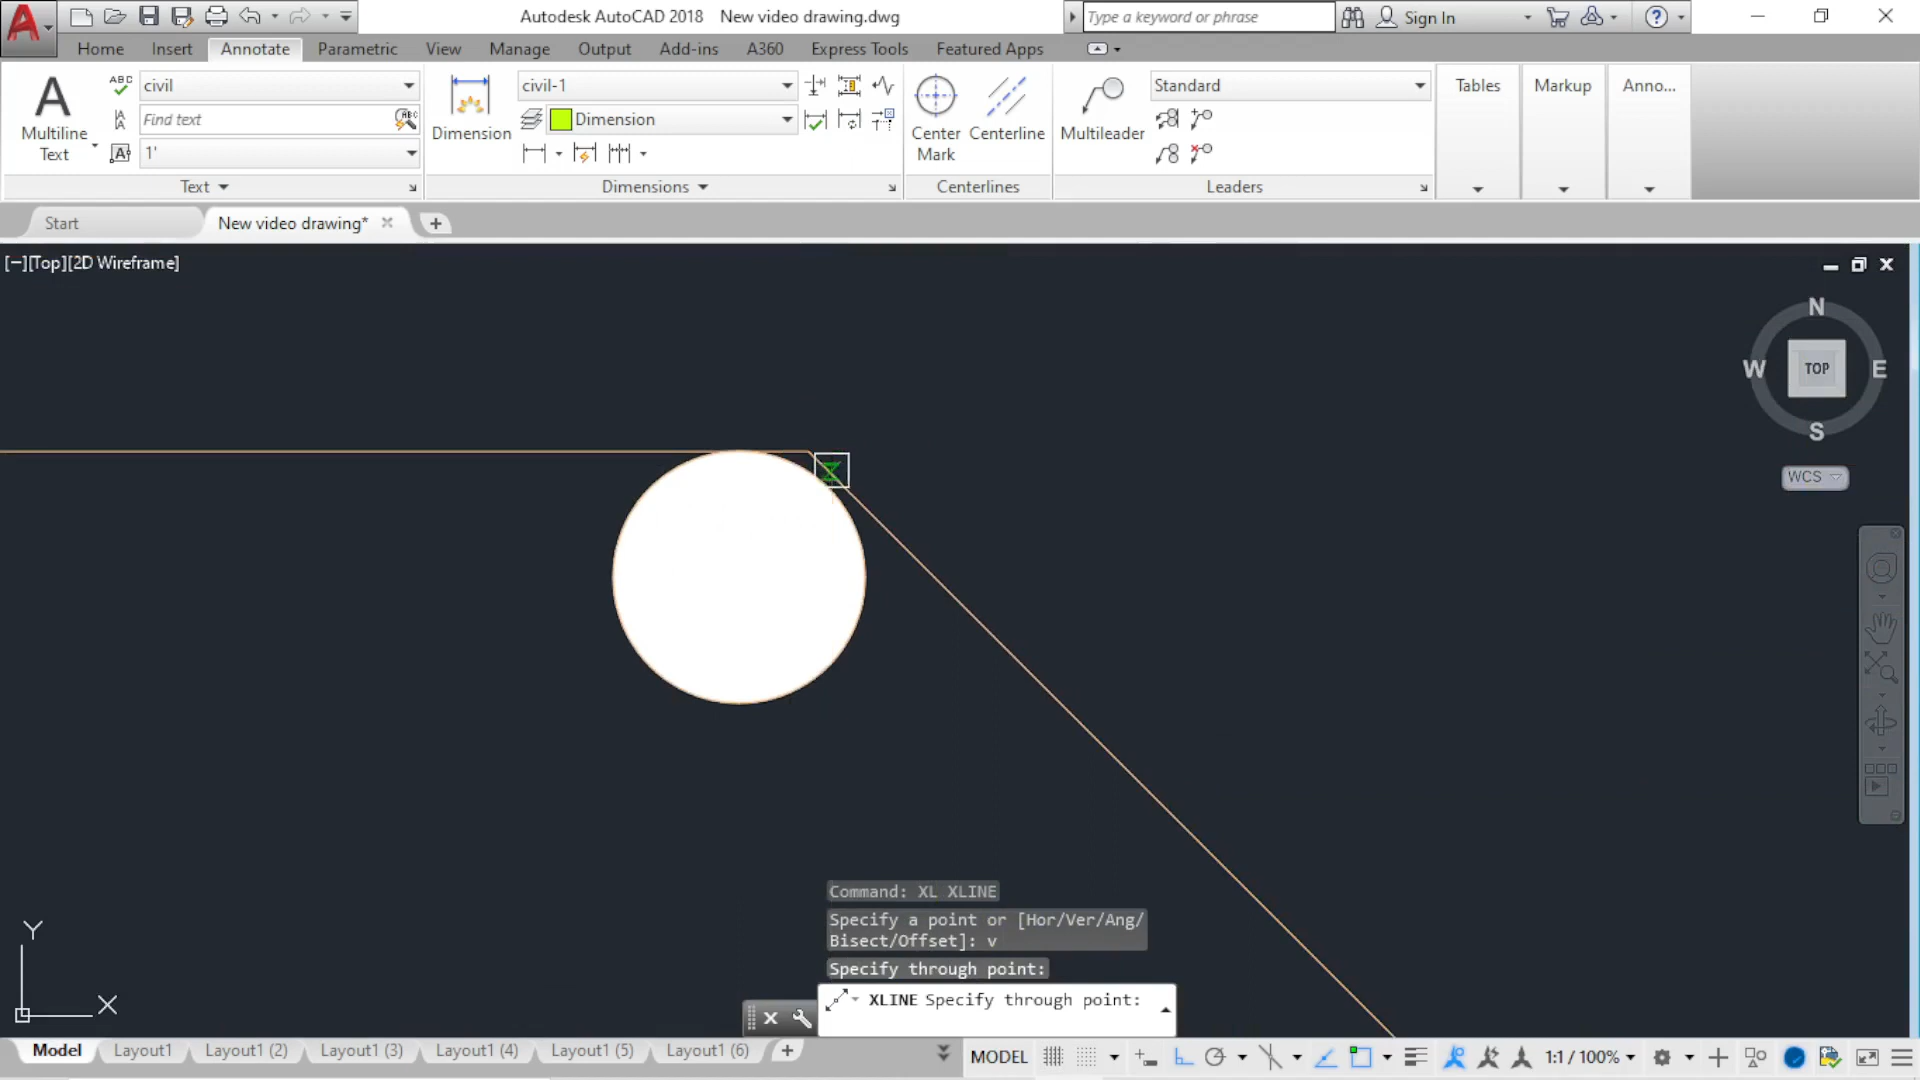 Autodesk AutoCAD 2018 New video drawing.dwg
Type a keyword or phrase
Sign In
Home Insert Annotate Parametric View Manage Output Add-ins A360 Express Tools Featured Apps
A
Multiline
Text
ABC
civil
Find text
ABC
1'
Text
Dimension
civil-1
Dimension
Dimensions
Center
Mark
Centerline
Centerlines
Multileader
Standard
Leaders
Tables
Markup
Anno...
Start
New video drawing*
[−][Top][2D Wireframe]
N
W
TOP
E
S
WCS
Y
X
Command: XL XLINE
Specify a point or [Hor/Ver/Ang/
Bisect/Offset]: v
Specify through point:
XLINE Specify through point:
Model Layout1 Layout1 (2) Layout1 (3) Layout1 (4) Layout1 (5) Layout1 (6)
MODEL
1:1 / 100%